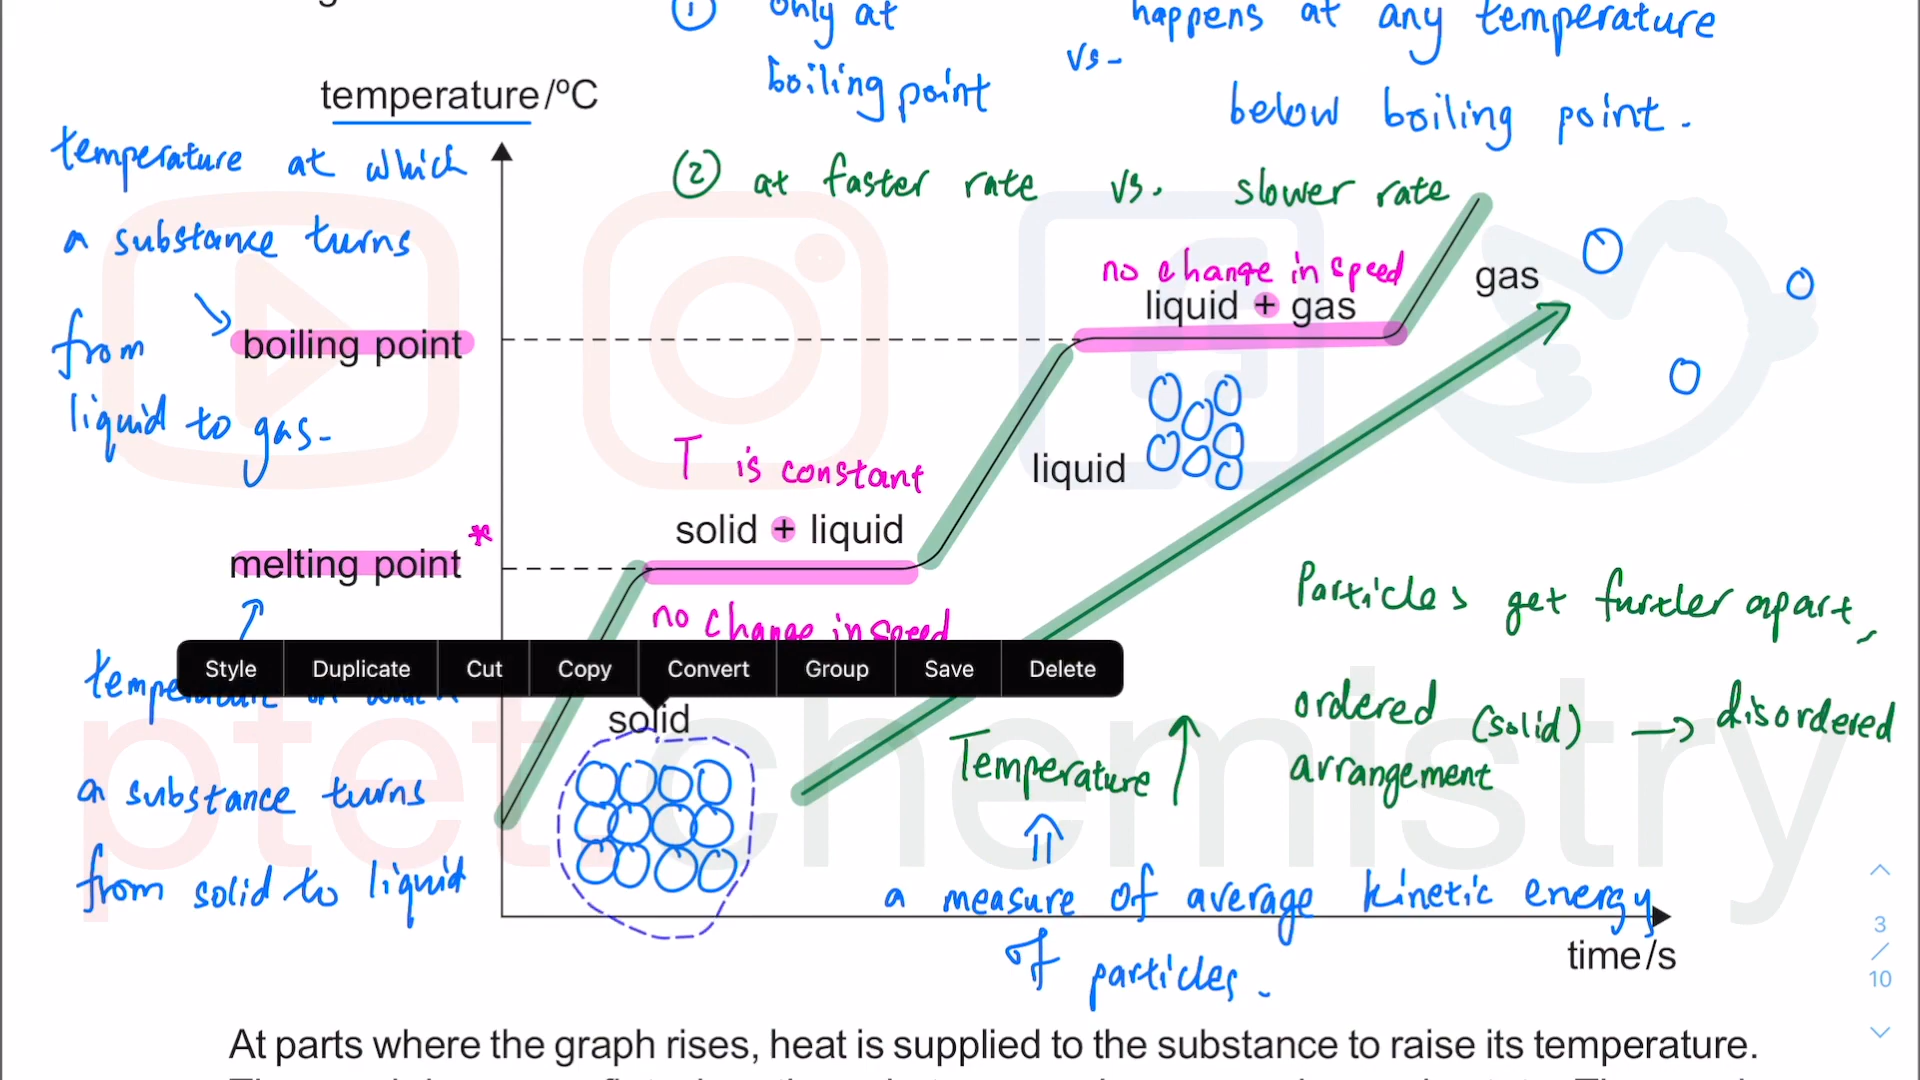 ① only at
boiling point
vs-
happens at any temperature
below boiling point.
② at faster rate vs. slower rate
temperature/ºC
temperature at which
a substance turns
from
liquid to gas-
boiling point
no change in speed
liquid + gas
gas
T is constant
solid + liquid
liquid
melting point *
no change in speed
Style Duplicate Cut Copy Convert Group Save Delete
solid
a substance turns
from solid to liquid
Particles get further apart,
ordered (solid) → disordered
arrangement
Temperature ↑
a measure of average kinetic energy
of particles.
time/s
3
/
10
ptet chemistry
At parts where the graph rises, heat is supplied to the substance to raise its temperature.